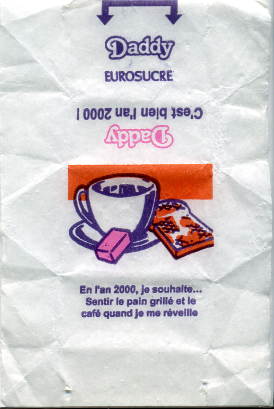 Daddy
EUROSUCRE
C'est bien l'an 2000 !
Daddy
En l'an 2000, je souhaite...
Sentir le pain grillé et le
café quand je me réveille